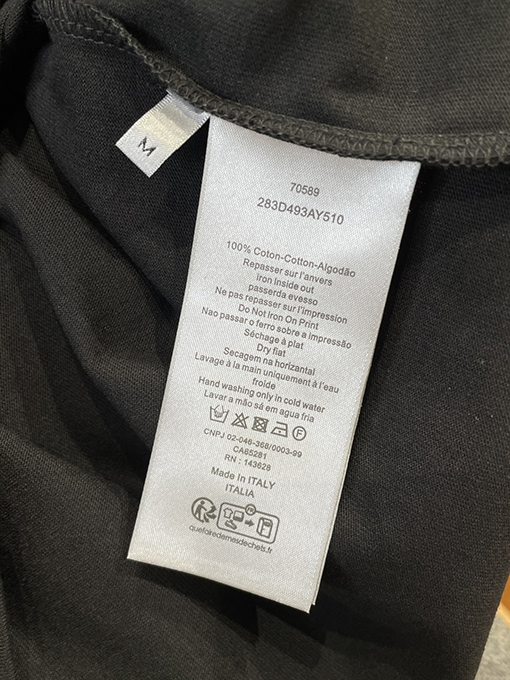 M
70589
283D493AY510
100% Coton-Cotton-Algodão
Repasser sur l'anvers
iron Inside out
passerda evesso
Ne pas repasser sur l'impression
Do Not Iron On Print
Nao passar o ferro sobre a impressão
Séchage à plat
Dry fiat
Secagem na horizontal
Lavage à la main uniquement à l'eau
froide
Hand washing only in cold water
Lavar a mão sá em agua fria
F
CNPJ 02-046-368/0003-99
CA65281
RN : 143628
Made In ITALY
ITALIA
quefairedemesdechets.fr